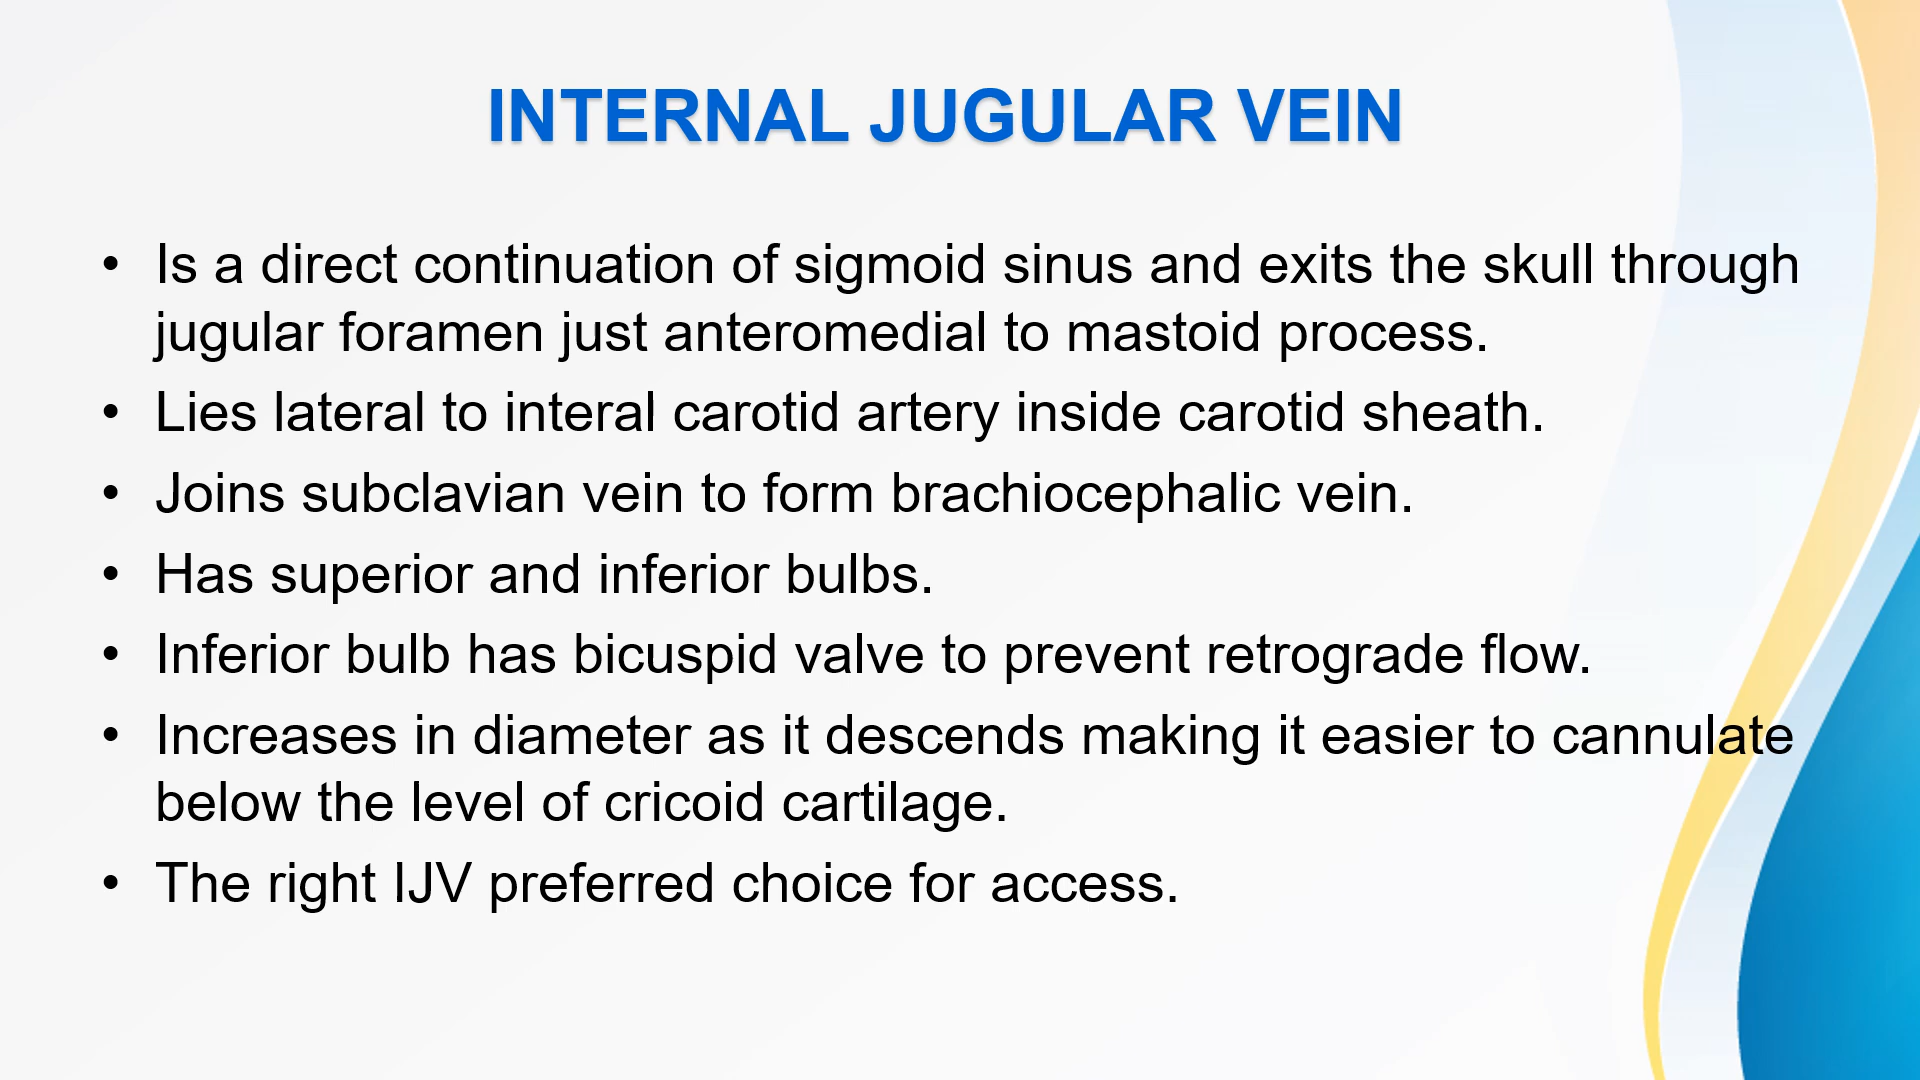 INTERNAL JUGULAR VEIN
• Is a direct continuation of sigmoid sinus and exits the skull through
jugular foramen just anteromedial to mastoid process.
• Lies lateral to interal carotid artery inside carotid sheath.
• Joins subclavian vein to form brachiocephalic vein.
• Has superior and inferior bulbs.
• Inferior bulb has bicuspid valve to prevent retrograde flow.
• Increases in diameter as it descends making it easier to cannulate
below the level of cricoid cartilage.
• The right IJV preferred choice for access.